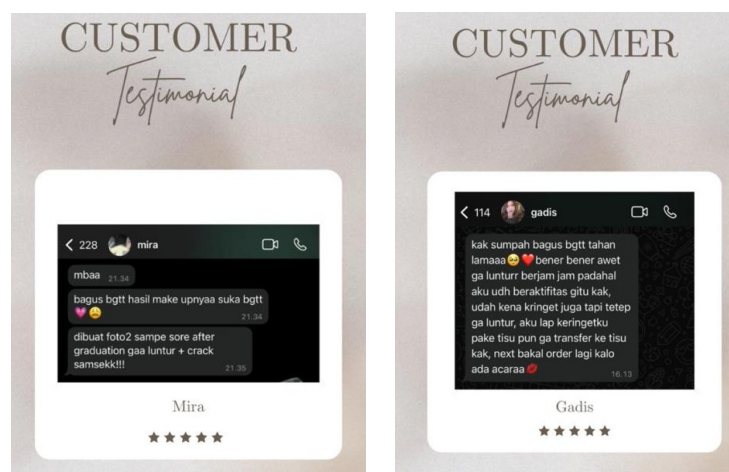 CUSTOMER
Testimonial
228 mira
mbaa 21.34
bagus bgtt hasil make upnyaa suka bgtt
💗😩
21.34
dibuat foto2 sampe sore after
graduation gaa luntur + crack
samsekk!!! 21.35
Mira
★★★★★
CUSTOMER
Testimonial
114 gadis
kak sumpah bagus bgtt tahan
lamaaa🥹❤️bener bener awet
ga lunturr berjam jam padahal
aku udh beraktifitas gitu kak,
udah kena kringet juga tapi tetep
ga luntur, aku lap keringetku
pake tisu pun ga transfer ke tisu
kak, next bakal order lagi kalo
ada acaraa💋 16.13
Gadis
★★★★★